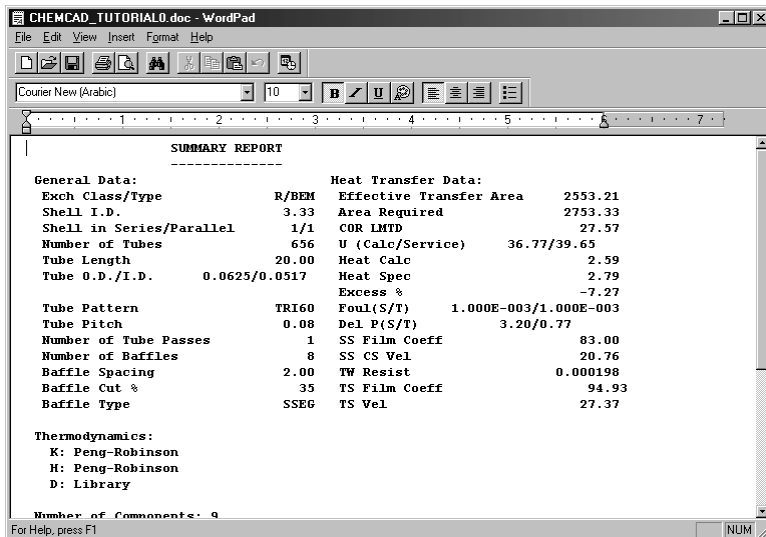 CHEMCAD_TUTORIAL0.doc - WordPad
File Edit View Insert Format Help
Courier New (Arabic) 10 B / U
1 2 3 4 5 6 7
SUMMARY REPORT
--------------
General Data: Heat Transfer Data:
Exch Class/Type R/BEM Effective Transfer Area 2553.21
Shell I.D. 3.33 Area Required 2753.33
Shell in Series/Parallel 1/1 COR LMTD 27.57
Number of Tubes 656 U (Calc/Service) 36.77/39.65
Tube Length 20.00 Heat Calc 2.59
Tube O.D./I.D. 0.0625/0.0517 Heat Spec 2.79
Excess % -7.27
Tube Pattern TRI60 Foul(S/T) 1.000E-003/1.000E-003
Tube Pitch 0.08 Del P(S/T) 3.20/0.77
Number of Tube Passes 1 SS Film Coeff 83.00
Number of Baffles 8 SS CS Vel 20.76
Baffle Spacing 2.00 TW Resist 0.000198
Baffle Cut % 35 TS Film Coeff 94.93
Baffle Type SSEG TS Vel 27.37
Thermodynamics:
K: Peng-Robinson
H: Peng-Robinson
D: Library
Number of Components: 9
For Help, press F1 NUM